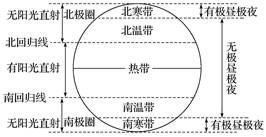 无阳光直射
北极圈
北寒带
有极昼极夜
北温带
北回归线
有阳光直射
热带
无极昼极夜
南回归线
南温带
无阳光直射
南极圈
南寒带
有极昼极夜